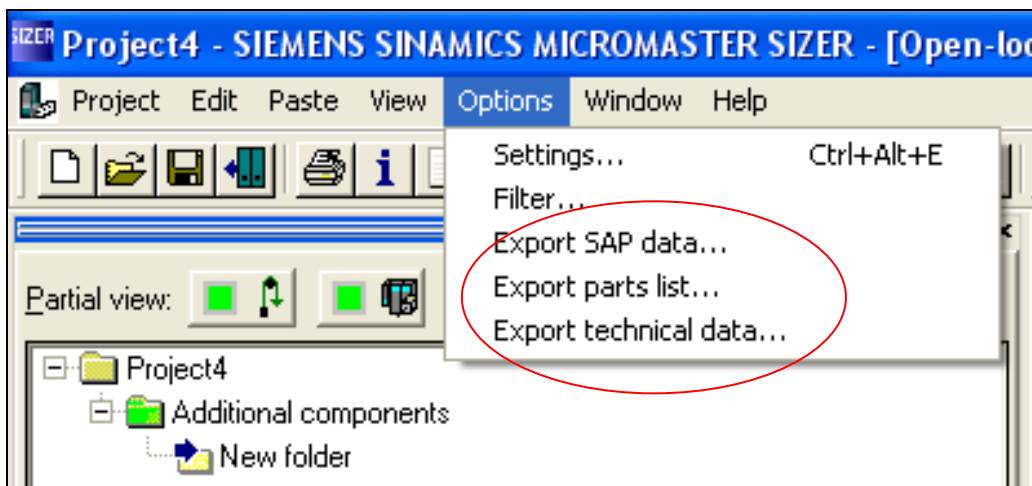 SIZER Project4 - SIEMENS SINAMICS MICROMASTER SIZER - [Open-loo
Project Edit Paste View Options Window Help
Settings... Ctrl+Alt+E
Filter...
Export SAP data...
Export parts list...
Export technical data...
Partial view:
Project4
Additional components
New folder